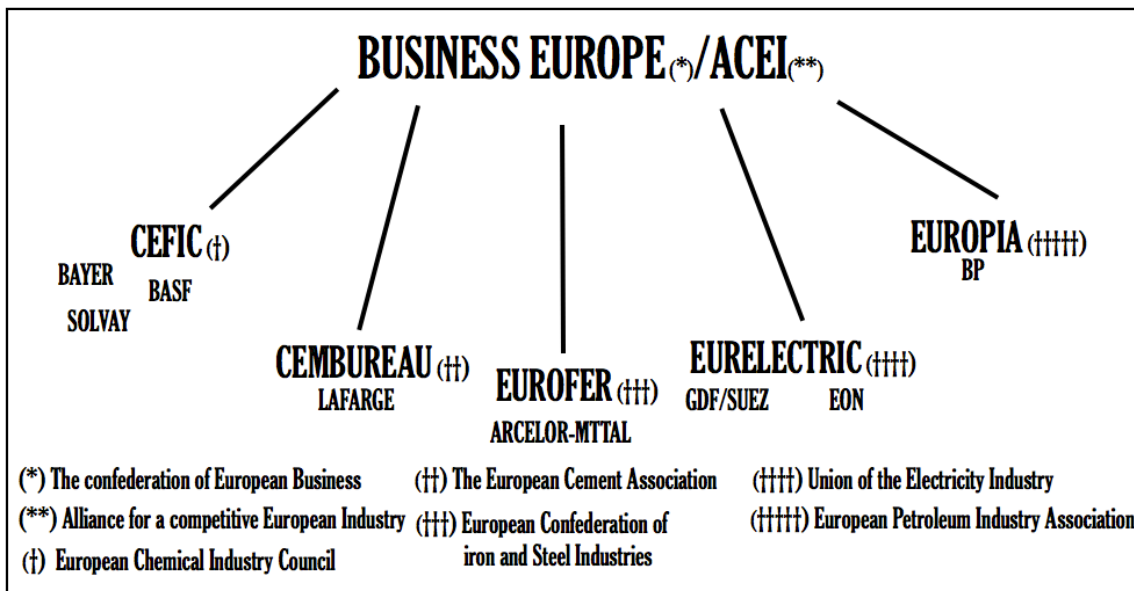 BUSINESS EUROPE(*)/ACEI(**)
CEFIC (†)
BAYER
BASF
SOLVAY
EUROPIA (†††††)
BP
CEMBUREAU (††)
LAFARGE
EUROFER (†††)
ARCELOR-MTTAL
EURELECTRIC (††††)
GDF/SUEZ EON
(*) The confederation of European Business
(**) Alliance for a competitive European Industry
(†) European Chemical Industry Council
(††) The European Cement Association
(†††) European Confederation of
iron and Steel Industries
(††††) Union of the Electricity Industry
(†††††) European Petroleum Industry Association